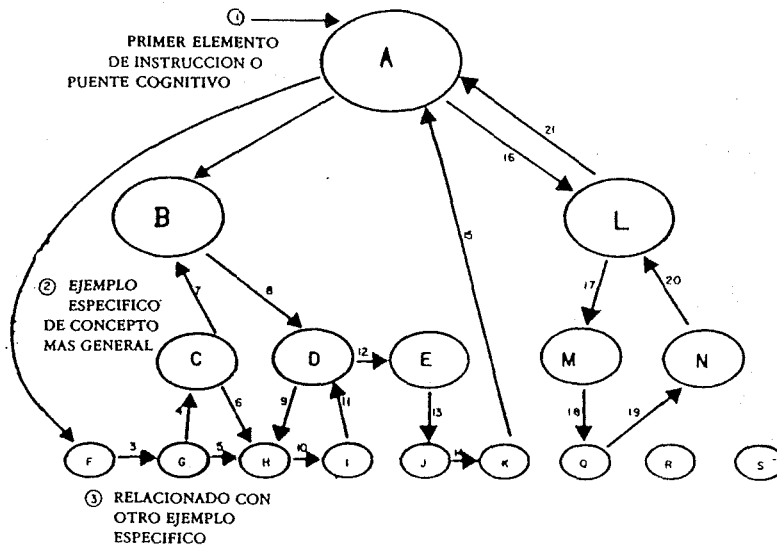 ①
PRIMER ELEMENTO
DE INSTRUCCION O
PUENTE COGNITIVO
A
21
16
15
B
L
② EJEMPLO
ESPECIFICO
DE CONCEPTO
MAS GENERAL
7
8
17
20
C
D
12
E
M
N
4
6
9
11
13
18
19
F
3
G
5
H
10
I
J
14
K
Q
R
S
③ RELACIONADO CON
OTRO EJEMPLO
ESPECIFICO